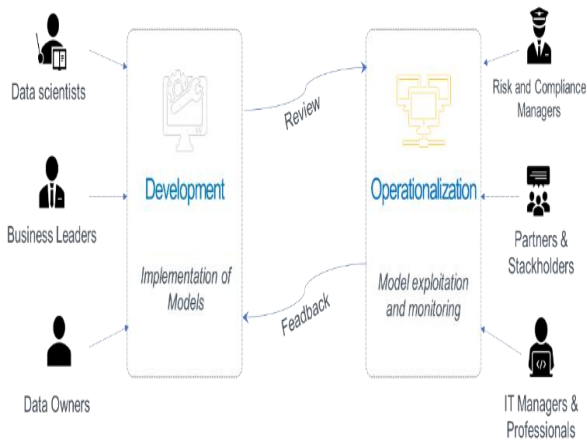 Data scientists
Business Leaders
Data Owners
Development
Implementation of
Models
Review
Feadback
Operationalization
Model exploitation
and monitoring
Risk and Compliance
Managers
Partners &
Stackholders
IT Managers &
Professionals